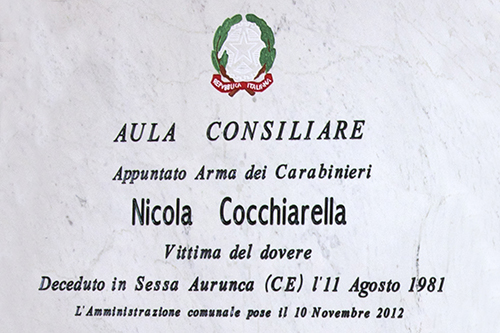 REPVBBLICA ITALIANA
AULA CONSILIARE
Appuntato Arma dei Carabinieri
Nicola Cocchiarella
Vittima del dovere
Deceduto in Sessa Aurunca (CE) l'11 Agosto 1981
L'Amministrazione comunale pose il 10 Novembre 2012